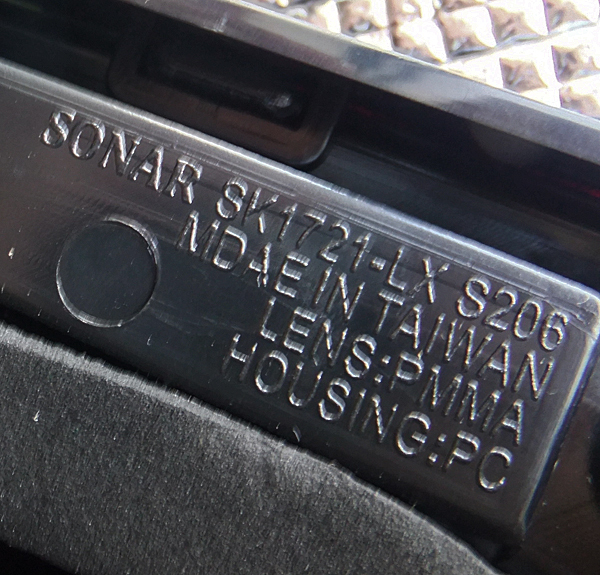 SONAR SK1721-LX S206
MDAE IN TAIWAN
LENS:PMMA
HOUSING:PC